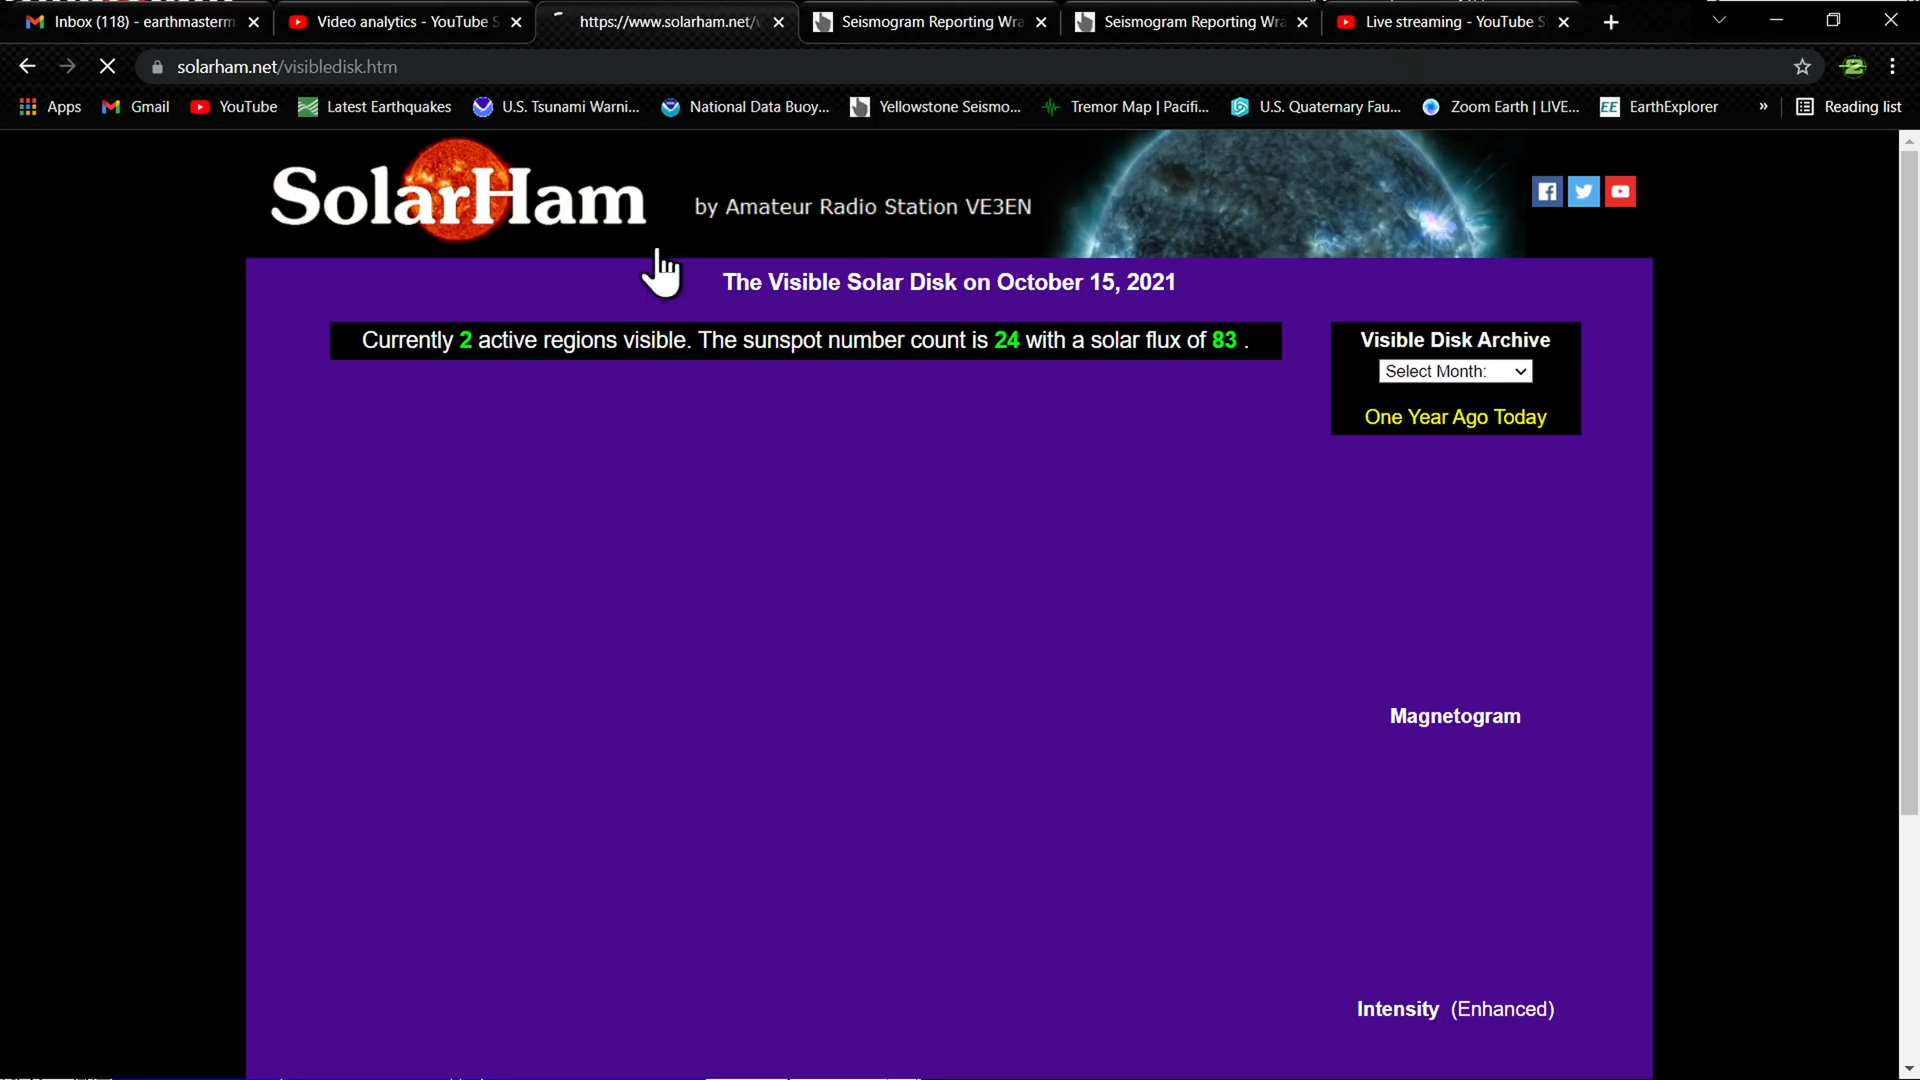 Inbox (118) - earthmasterm
Video analytics - YouTube S
https://www.solarham.net/v
Seismogram Reporting Wra
Seismogram Reporting Wra
Live streaming - YouTube S
solarham.net/visibledisk.htm
Apps
Gmail
YouTube
Latest Earthquakes
U.S. Tsunami Warni...
National Data Buoy...
Yellowstone Seismo...
Tremor Map | Pacifi...
U.S. Quaternary Fau...
Zoom Earth | LIVE...
EE EarthExplorer
»
Reading list
SolarHam
by Amateur Radio Station VE3EN
The Visible Solar Disk on October 15, 2021
Currently 2 active regions visible. The sunspot number count is 24 with a solar flux of 83 .
Visible Disk Archive
Select Month:
One Year Ago Today
Magnetogram
Intensity (Enhanced)